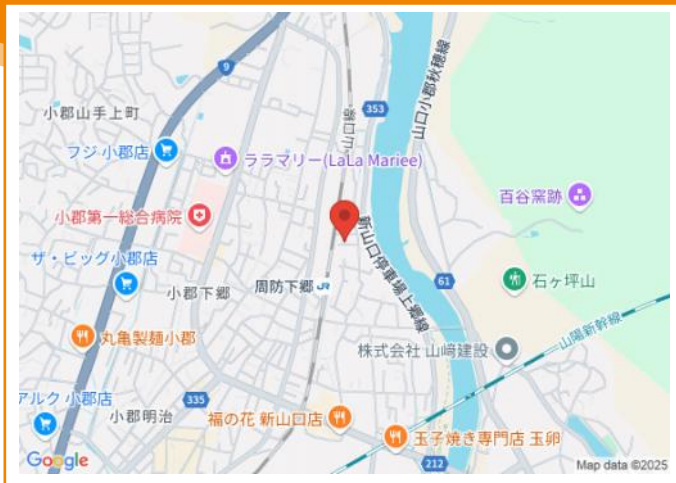 9
353
山口線
山口小郡秋穂線
小郡山手上町
フジ 小郡店
ララマリー(LaLa Mariee)
百谷窯跡
小郡第一総合病院
新山口停車場上郷線
ザ・ビッグ小郡店
周防下郷
JR
61
石ヶ坪山
小郡下郷
山陽新幹線
丸亀製麺小郡
株式会社 山﨑建設
335
アルク 小郡店
小郡明治
福の花 新山口店
玉子焼き専門店 玉卵
212
Google
Map data ©2025